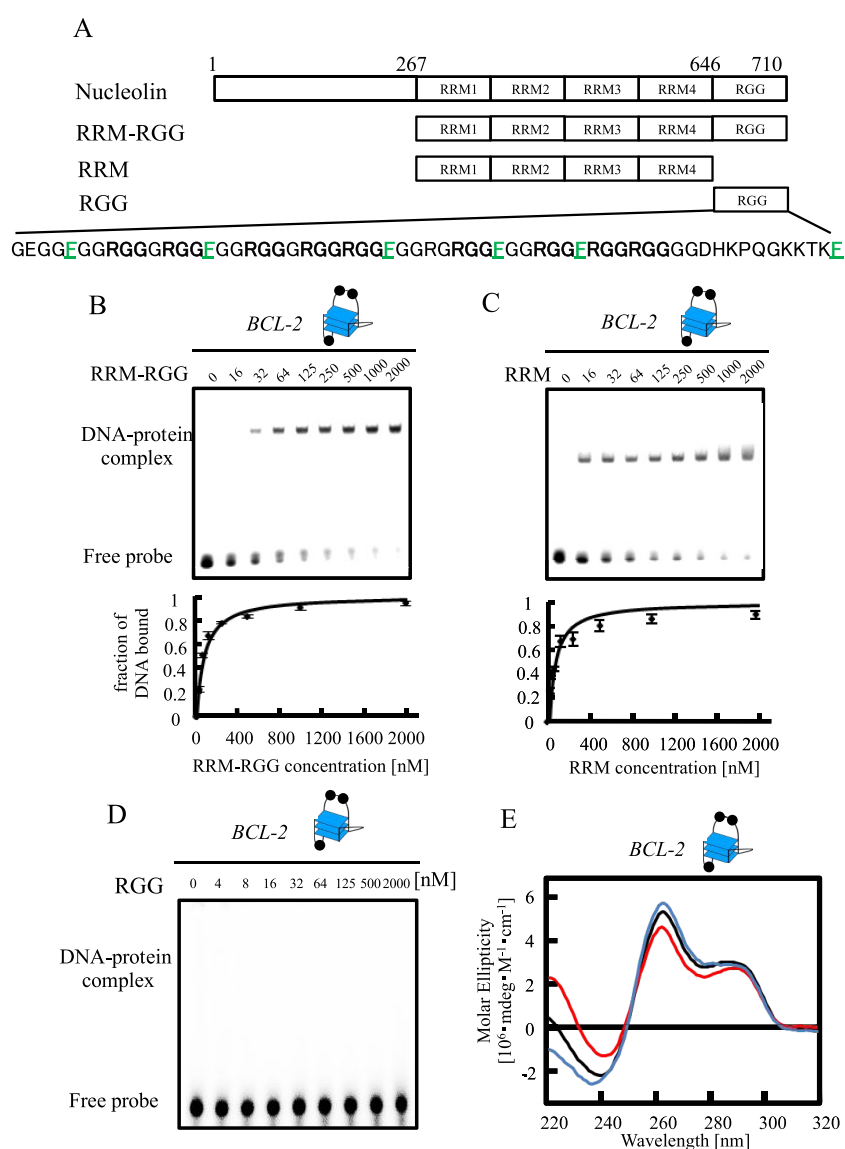 A
1 267 646 710
Nucleolin RRM1 RRM2 RRM3 RRM4 RGG
RRM-RGG RRM1 RRM2 RRM3 RRM4 RGG
RRM RRM1 RRM2 RRM3 RRM4
RGG RGG
GEGGEGGRGGGRGGEGGRGGGRGGRGGEGGRGRGGEGGRGGERGGRGGGGDHKPQGKKTKE
B
BCL-2
RRM-RGG 0 16 32 64 125 250 500 1000 2000
DNA-protein
complex
Free probe
fraction of
DNA bound
1
0.8
0.6
0.4
0.2
0
0 400 800 1200 1600 2000
RRM-RGG concentration [nM]
C
BCL-2
RRM 0 16 32 64 125 250 500 1000 2000
1
0.8
0.6
0.4
0.2
0
0 400 800 1200 1600 2000
RRM concentration [nM]
D
BCL-2
RGG 0 4 8 16 32 64 125 500 2000 [nM]
DNA-protein
complex
Free probe
E
BCL-2
Molar Ellipticity
[10⁶・mdeg・M⁻¹・cm⁻¹]
6
4
2
0
-2
220 240 260 280 300 320
Wavelength [nm]